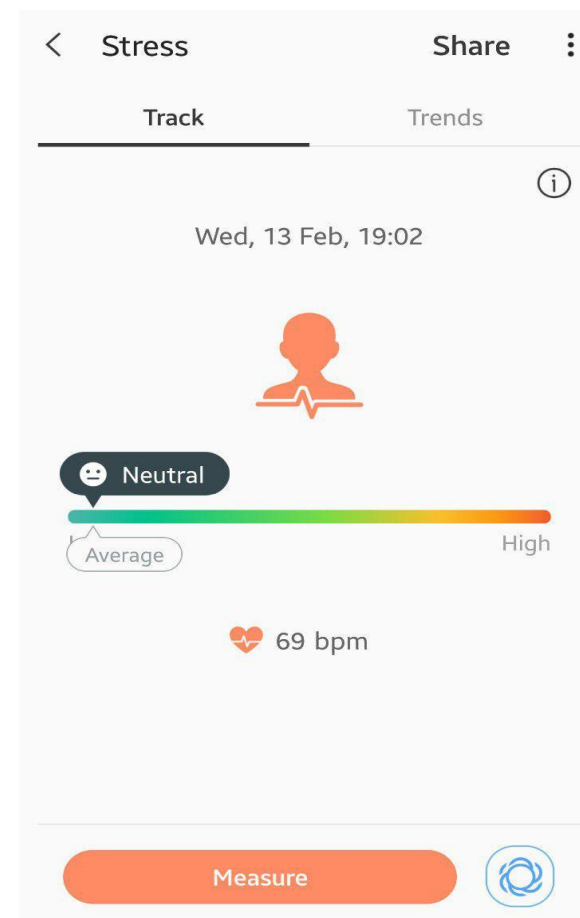 Stress Share
Track Trends
Wed, 13 Feb, 19:02
Neutral
High
Average
69 bpm
Measure